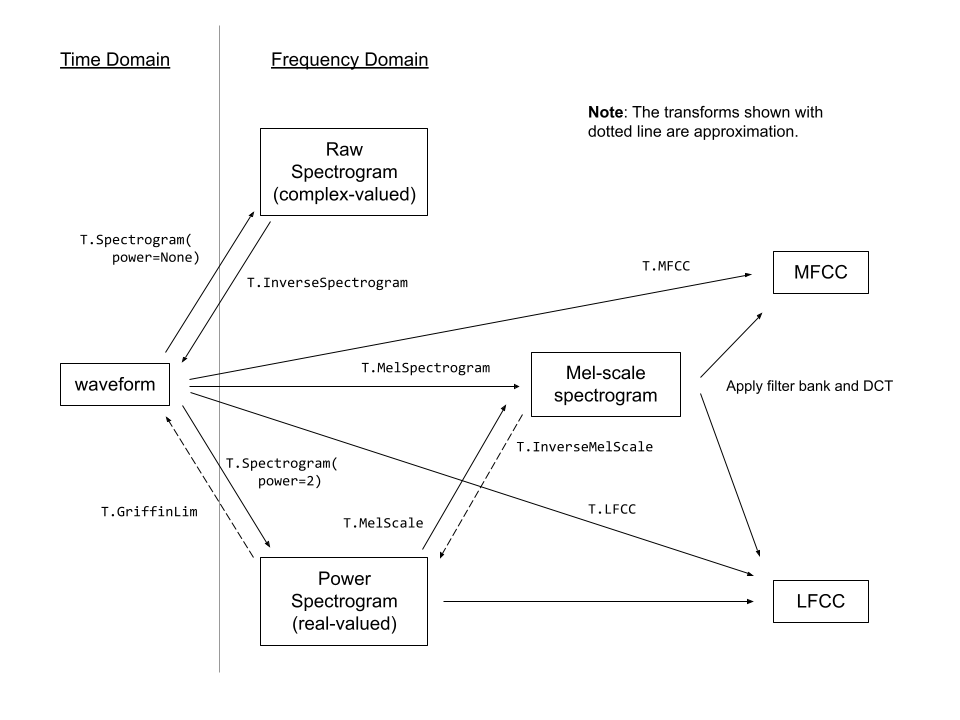 Time Domain
Frequency Domain
Note: The transforms shown with
dotted line are approximation.
Raw
Spectrogram
(complex-valued)
T.Spectrogram(
power=None)
T.InverseSpectrogram
T.MFCC
MFCC
waveform
T.MelSpectrogram
Mel-scale
spectrogram
Apply filter bank and DCT
T.Spectrogram(
power=2)
T.InverseMelScale
T.GriffinLim
T.MelScale
T.LFCC
Power
Spectrogram
(real-valued)
LFCC